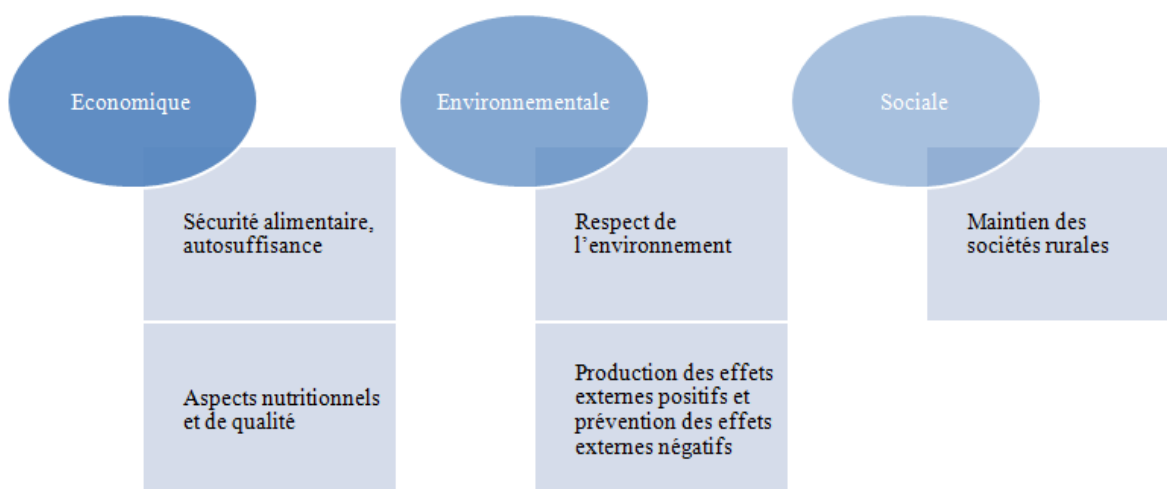 Economique
Sécurité alimentaire,
autosuffisance
Aspects nutritionnels
et de qualité
Environnementale
Respect de
l’environnement
Production des effets
externes positifs et
prévention des effets
externes négatifs
Sociale
Maintien des
sociétés rurales